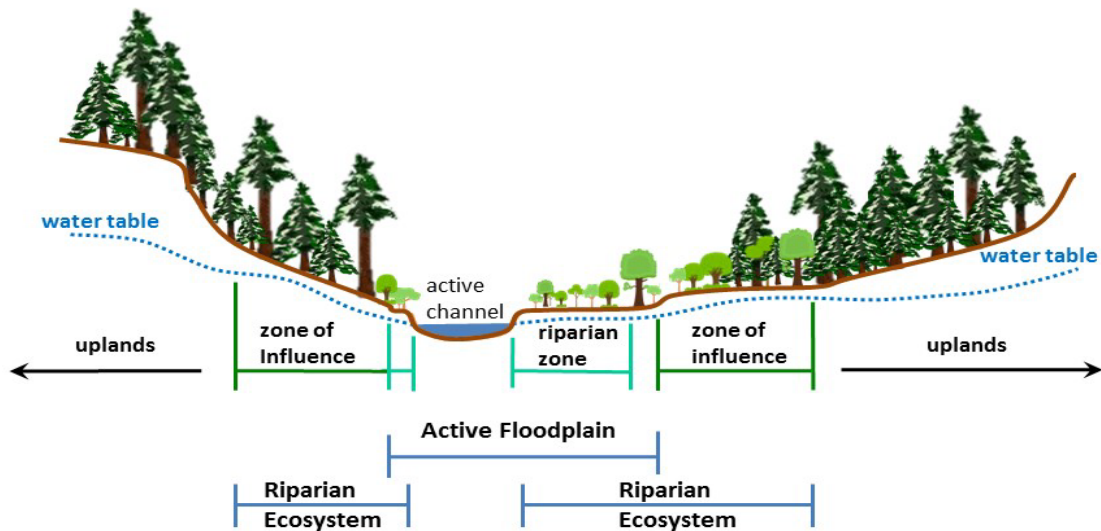 water table
water table
active
channel
zone of
Influence
riparian
zone
zone of
influence
uplands
uplands
Active Floodplain
Riparian
Ecosystem
Riparian
Ecosystem